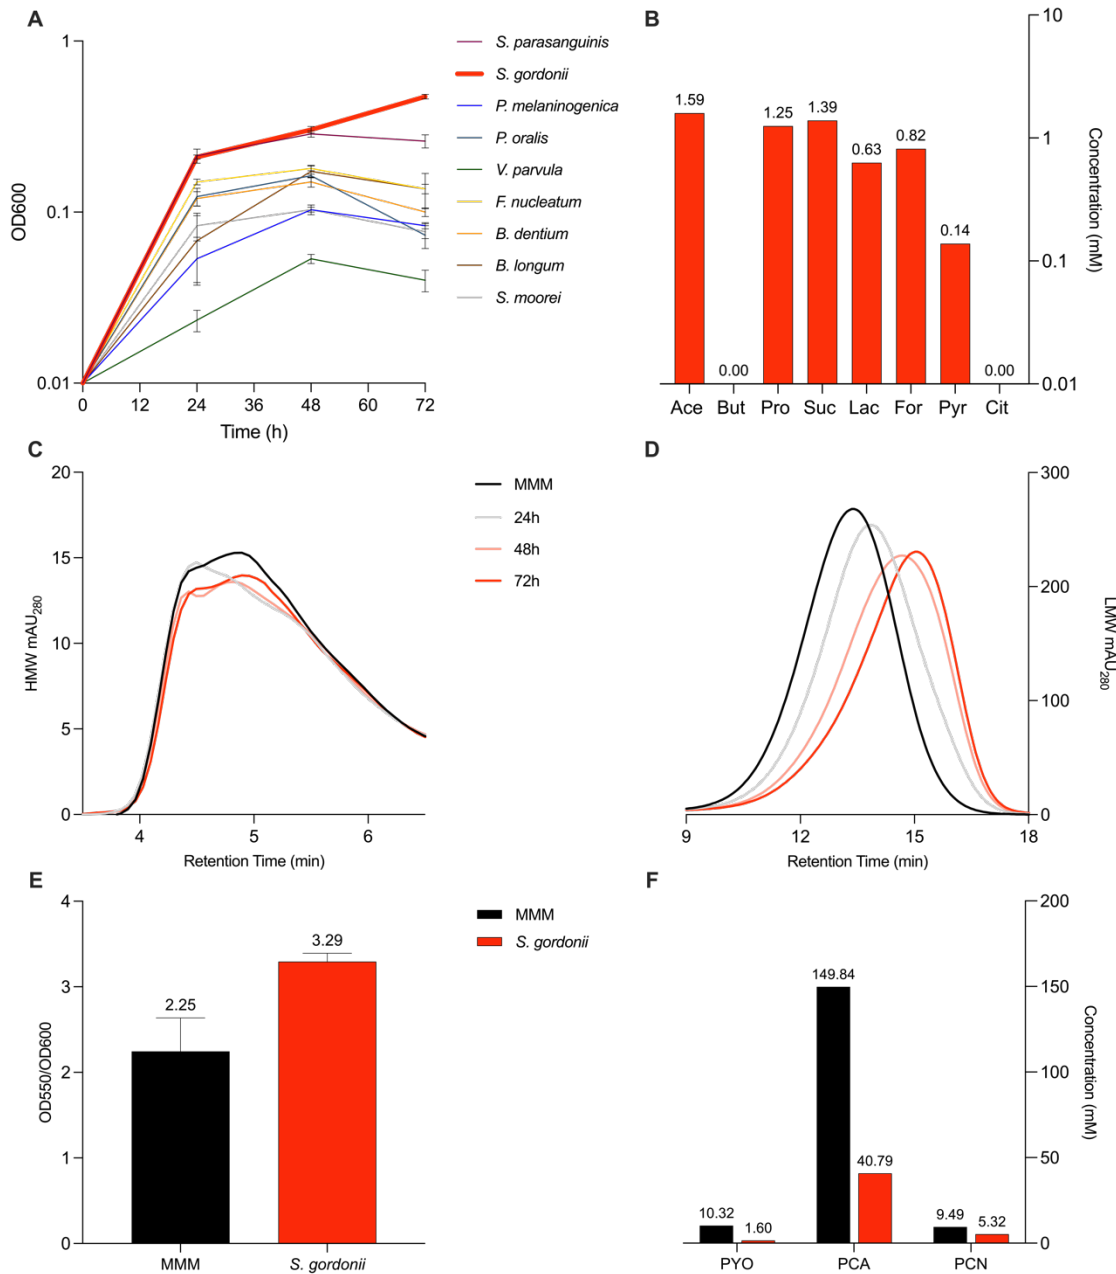 A
1
0.1
0.01
OD600
0
12
24
36
48
60
72
Time (h)
S. parasanguinis
S. gordonii
P. melaninogenica
P. oralis
V. parvula
F. nucleatum
B. dentium
B. longum
S. moorei
B
10
1
0.1
0.01
Concentration (mM)
1.59
0.00
1.25
1.39
0.63
0.82
0.14
0.00
Ace
But
Pro
Suc
Lac
For
Pyr
Cit
C
20
15
10
5
0
HMW mAU280
4
5
6
Retention Time (min)
MMM
24h
48h
72h
D
300
200
100
0
LMW mAU280
9
12
15
18
Retention Time (min)
E
4
3
2
1
0
OD550/OD600
2.25
3.29
MMM
S. gordonii
MMM
S. gordonii
F
200
150
100
50
0
Concentration (mM)
10.32
1.60
149.84
40.79
9.49
5.32
PYO
PCA
PCN